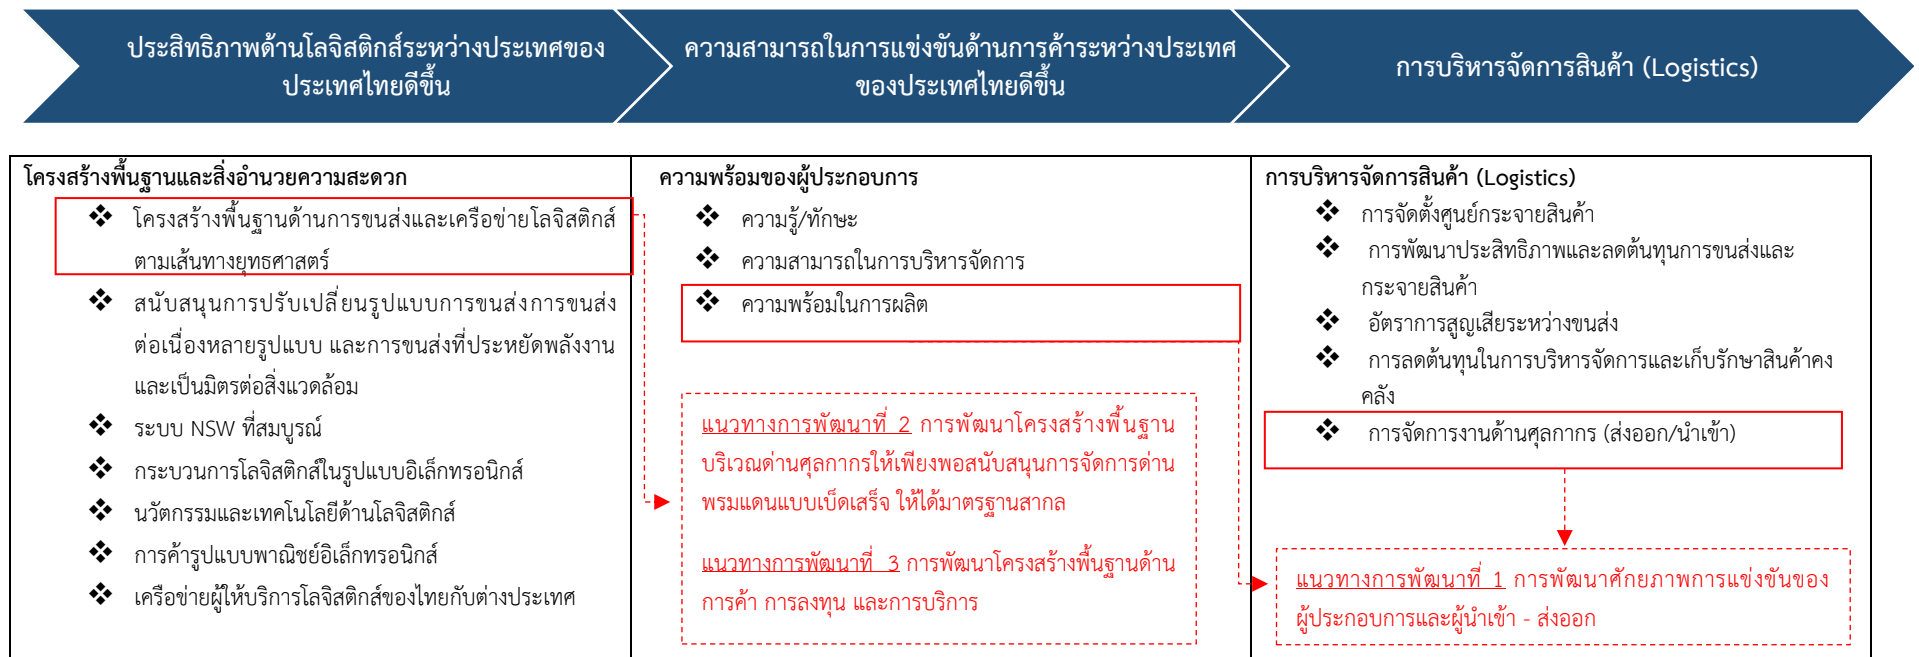 ประสิทธิภาพด้านโลจิสติกส์ระหว่างประเทศของ
ประเทศไทยดีขึ้น
ความสามารถในการแข่งขันด้านการค้าระหว่างประเทศ
ของประเทศไทยดีขึ้น
การบริหารจัดการสินค้า (Logistics)
โครงสร้างพื้นฐานและสิ่งอำนวยความสะดวก
❖ โครงสร้างพื้นฐานด้านการขนส่งและเครือข่ายโลจิสติกส์
ตามเส้นทางยุทธศาสตร์
❖ สนับสนุนการปรับเปลี่ยนรูปแบบการขนส่งการขนส่ง
ต่อเนื่องหลายรูปแบบ และการขนส่งที่ประหยัดพลังงาน
และเป็นมิตรต่อสิ่งแวดล้อม
❖ ระบบ NSW ที่สมบูรณ์
❖ กระบวนการโลจิสติกส์ในรูปแบบอิเล็กทรอนิกส์
❖ นวัตกรรมและเทคโนโลยีด้านโลจิสติกส์
❖ การค้ารูปแบบพาณิชย์อิเล็กทรอนิกส์
❖ เครือข่ายผู้ให้บริการโลจิสติกส์ของไทยกับต่างประเทศ
ความพร้อมของผู้ประกอบการ
❖ ความรู้/ทักษะ
❖ ความสามารถในการบริหารจัดการ
❖ ความพร้อมในการผลิต
แนวทางการพัฒนาที่ 2 การพัฒนาโครงสร้างพื้นฐาน
บริเวณด่านศุลกากรให้เพียงพอสนับสนุนการจัดการด่าน
พรมแดนแบบเบ็ดเสร็จ ให้ได้มาตรฐานสากล
แนวทางการพัฒนาที่ 3 การพัฒนาโครงสร้างพื้นฐานด้าน
การค้า การลงทุน และการบริการ
การบริหารจัดการสินค้า (Logistics)
❖ การจัดตั้งศูนย์กระจายสินค้า
❖ การพัฒนาประสิทธิภาพและลดต้นทุนการขนส่งและ
กระจายสินค้า
❖ อัตราการสูญเสียระหว่างขนส่ง
❖ การลดต้นทุนในการบริหารจัดการและเก็บรักษาสินค้าคง
คลัง
❖ การจัดการงานด้านศุลกากร (ส่งออก/นำเข้า)
แนวทางการพัฒนาที่ 1 การพัฒนาศักยภาพการแข่งขันของ
ผู้ประกอบการและผู้นำเข้า - ส่งออก